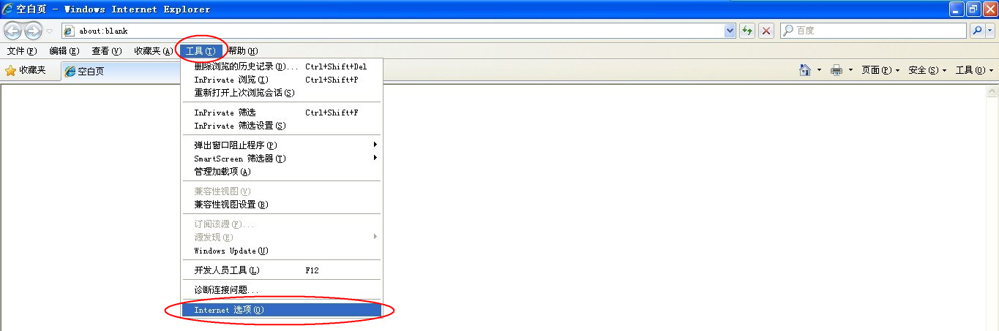 空白页 - Windows Internet Explorer
about:blank
百度
文件(F) 编辑(E) 查看(V) 收藏夹(A) 工具(T) 帮助(H)
收藏夹 空白页 页面(P) 安全(S) 工具(O)
删除浏览的历史记录(D)... Ctrl+Shift+Del
InPrivate 浏览(I) Ctrl+Shift+P
重新打开上次浏览会话(S)
InPrivate 筛选 Ctrl+Shift+F
InPrivate 筛选设置(S)
弹出窗口阻止程序(P)
SmartScreen 筛选器(T)
管理加载项(A)
兼容性视图(V)
兼容性视图设置(B)
订阅该源(F)...
源发现(E)
Windows Update(U)
开发人员工具(L) F12
诊断连接问题...
Internet 选项(O)